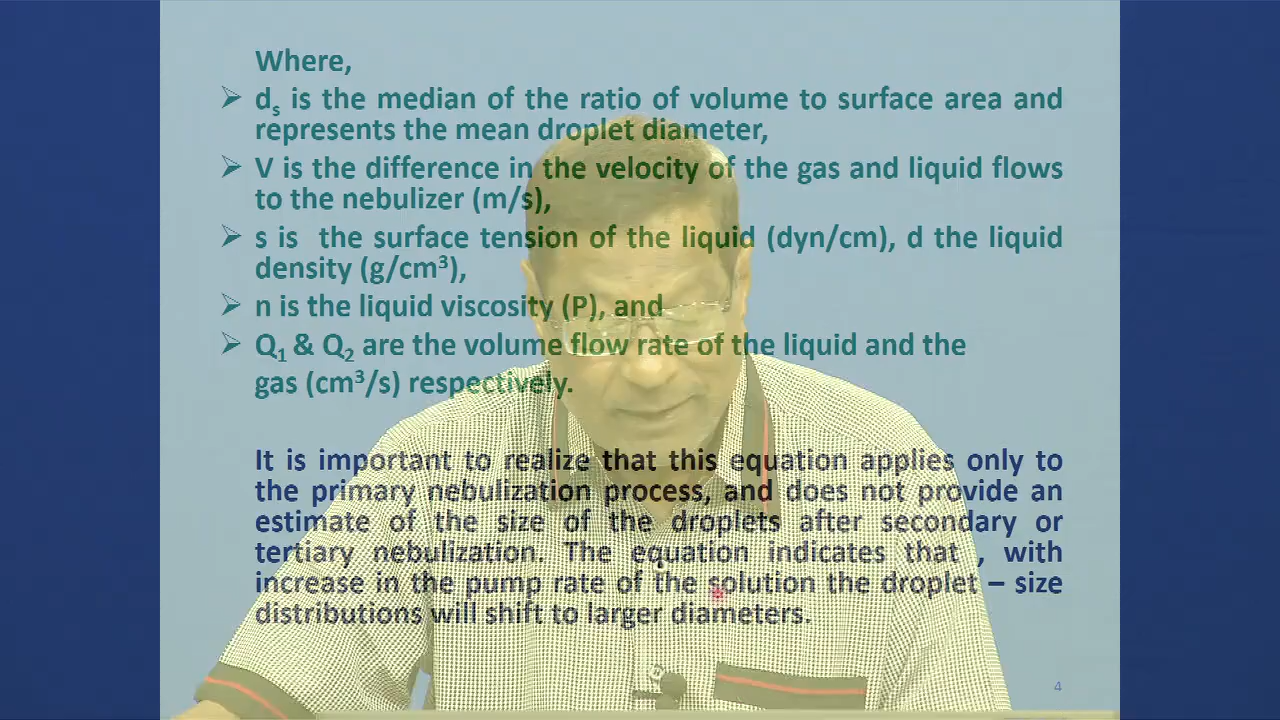 Where,
➢ dₛ is the median of the ratio of volume to surface area and
represents the mean droplet diameter,
➢ V is the difference in the velocity of the gas and liquid flows
to the nebulizer (m/s),
➢ s is the surface tension of the liquid (dyn/cm), d the liquid
density (g/cm³),
➢ n is the liquid viscosity (P), and
➢ Q₁ & Q₂ are the volume flow rate of the liquid and the
gas (cm³/s) respectively.
It is important to realize that this equation applies only to
the primary nebulization process, and does not provide an
estimate of the size of the droplets after secondary or
tertiary nebulization. The equation indicates that , with
increase in the pump rate of the solution the droplet – size
distributions will shift to larger diameters.
4